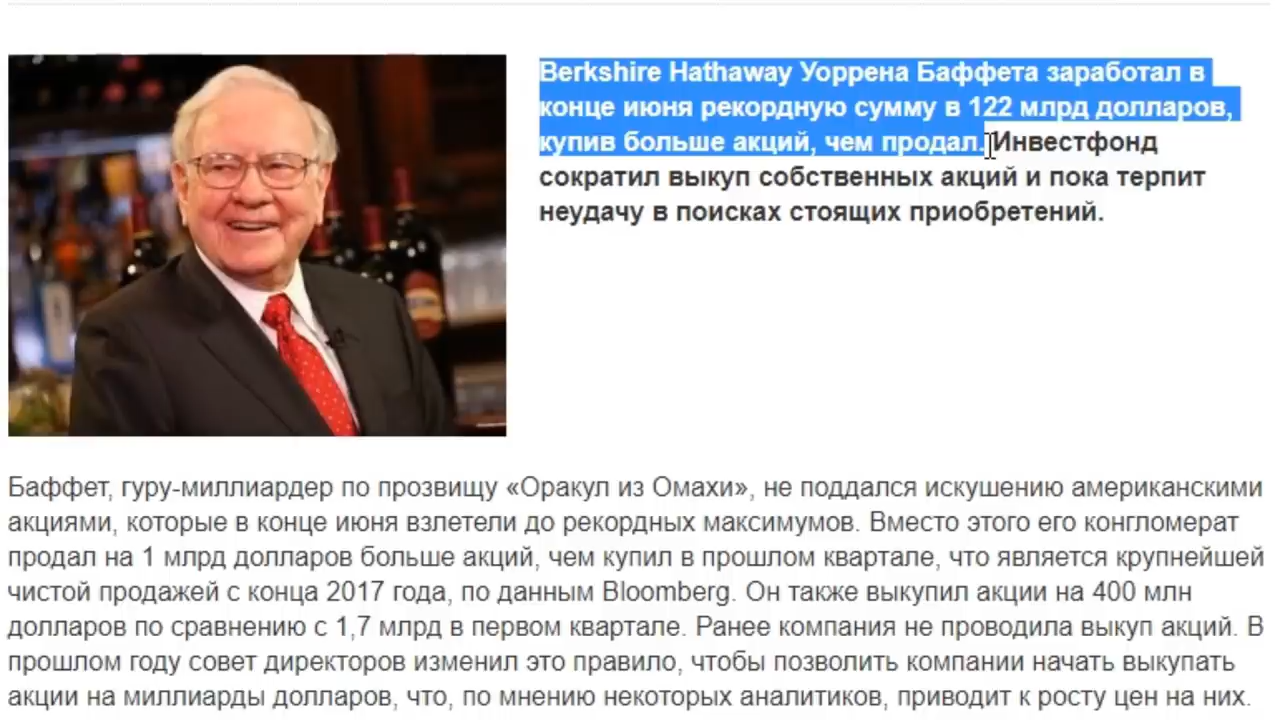 Berkshire Hathaway Уоррена Баффета заработал в
конце июня рекордную сумму в 122 млрд долларов,
купив больше акций, чем продал. Инвестфонд
сократил выкуп собственных акций и пока терпит
неудачу в поисках стоящих приобретений.
Баффет, гуру-миллиардер по прозвищу «Оракул из Омахи», не поддался искушению американскими
акциями, которые в конце июня взлетели до рекордных максимумов. Вместо этого его конгломерат
продал на 1 млрд долларов больше акций, чем купил в прошлом квартале, что является крупнейшей
чистой продажей с конца 2017 года, по данным Bloomberg. Он также выкупил акции на 400 млн
долларов по сравнению с 1,7 млрд в первом квартале. Ранее компания не проводила выкуп акций. В
прошлом году совет директоров изменил это правило, чтобы позволить компании начать выкупать
акции на миллиарды долларов, что, по мнению некоторых аналитиков, приводит к росту цен на них.